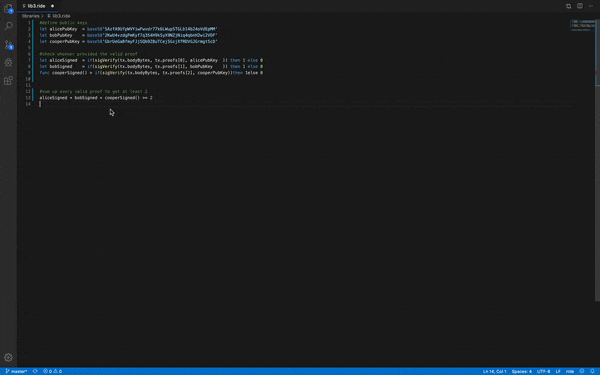 lib3.ride
libraries > lib3.ride
1 #define public keys
2 let alicePubKey = base58'
3 let bobPubKey = base58'
4 let cooperPubKey = base58'
5
6 #check whoever provided the valid proof
7 let aliceSigned = if(sigVerify(tx.bodyBytes, tx.proofs[0], alicePubKey )) then 1 else 0
8 let bobSigned = if(sigVerify(tx.bodyBytes, tx.proofs[1], bobPubKey )) then 1 else 0
9 func cooperSigned() = if(sigVerify(tx.bodyBytes, tx.proofs[2], cooperPubKey))then 1else 0
10
11
12 #sum up every valid proof to get at least 2
13 aliceSigned + bobSigned + cooperSigned() == 2
14
master* 0 0 Ln 14, Col 1 Spaces: 4 UTF-8 LF ride